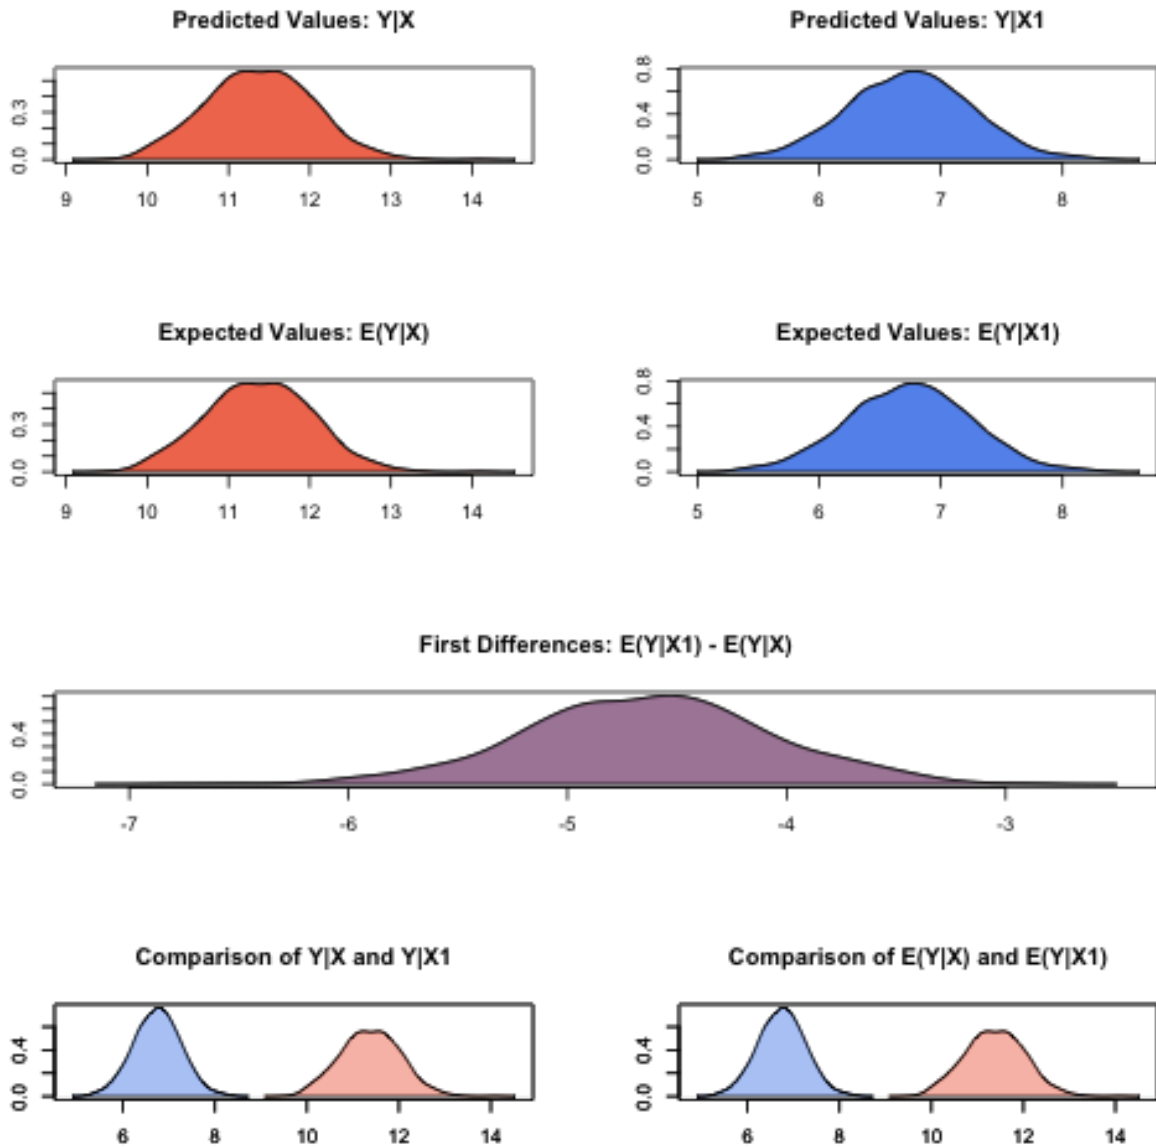 Predicted Values: Y|X
Predicted Values: Y|X1
0.0 0.3
9 10 11 12 13 14
0.0 0.4 0.8
5 6 7 8
Expected Values: E(Y|X)
Expected Values: E(Y|X1)
0.0 0.3
9 10 11 12 13 14
0.0 0.4 0.8
5 6 7 8
First Differences: E(Y|X1) - E(Y|X)
0.0 0.4
-7 -6 -5 -4 -3
Comparison of Y|X and Y|X1
Comparison of E(Y|X) and E(Y|X1)
0.0 0.4
6 8 10 12 14
0.0 0.4
6 8 10 12 14